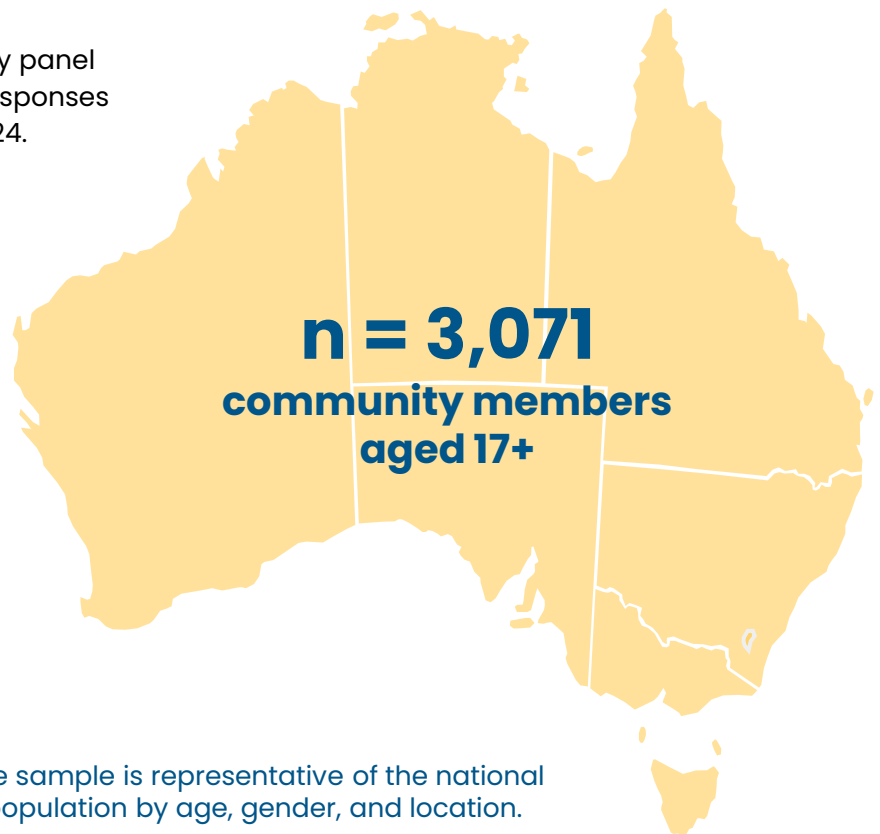 y panel
sponses
24.
n = 3,071
community members
aged 17+
e sample is representative of the national
population by age, gender, and location.